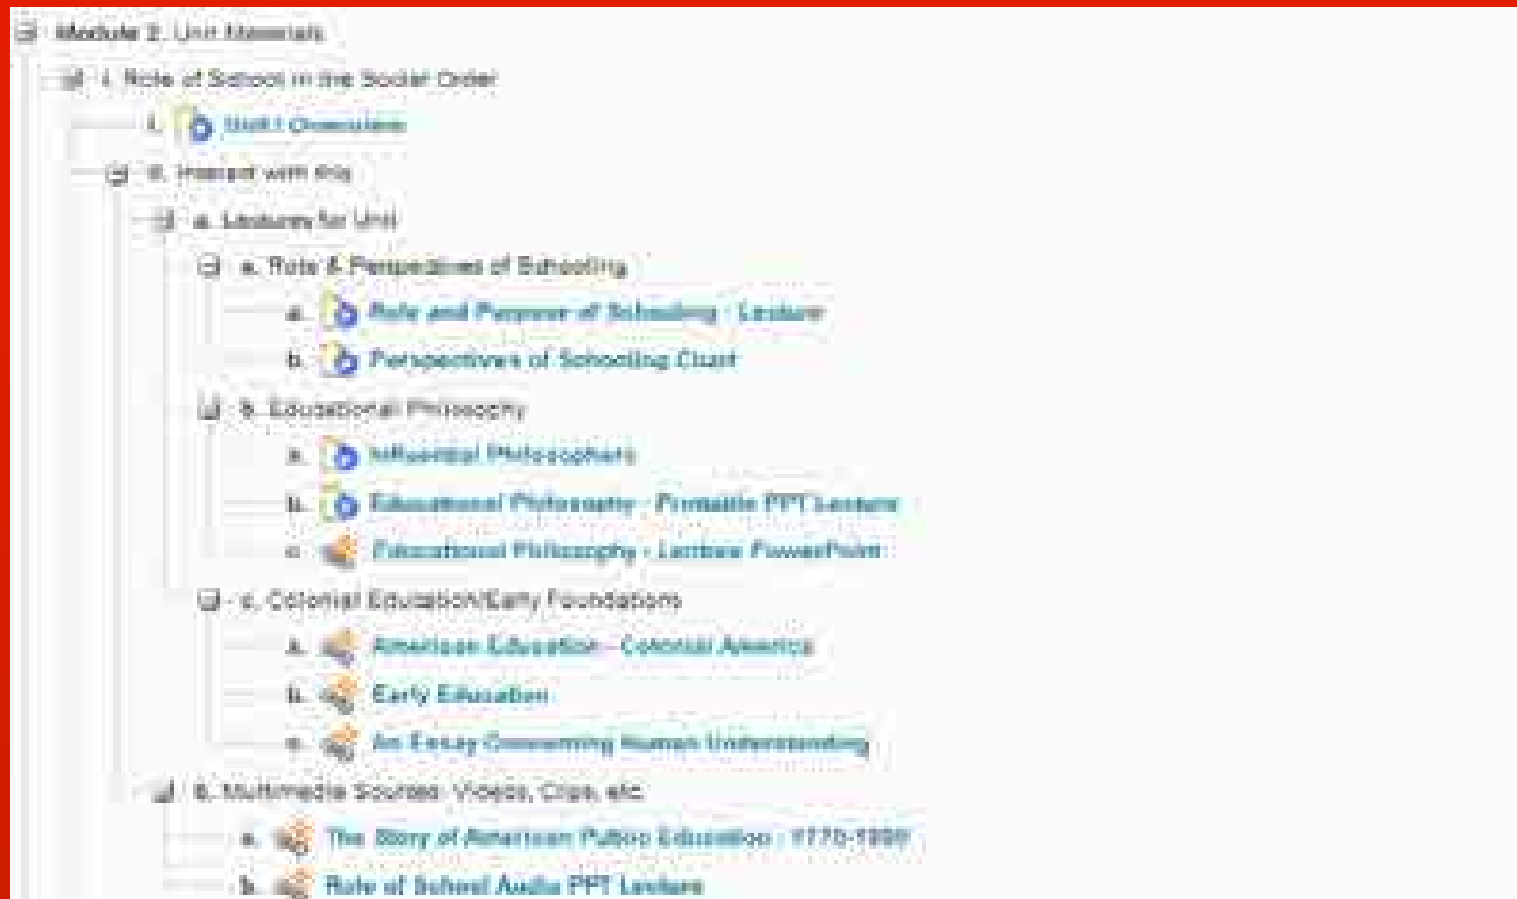 Module 2. Unit Materials
i. Role of School in the Social Order
i. Unit 1 Overview
ii. Interact with this
a. Lectures for Unit
a. Role & Perspectives of Schooling
a. Role and Purpose of Schooling - Lecture
b. Perspectives of Schooling Chart
b. Educational Philosophy
a. Influential Philosophers
b. Educational Philosophy - Printable PPT Lecture
c. Educational Philosophy - Lecture PowerPoint
c. Colonial Education/Early Foundations
a. American Education - Colonial America
b. Early Education
c. An Essay Concerning Human Understanding
Multimedia Sources: Videos, Clips, etc.
a. The Story of American Public Education - 1770-
b. Role of School Audio PPT Lecture